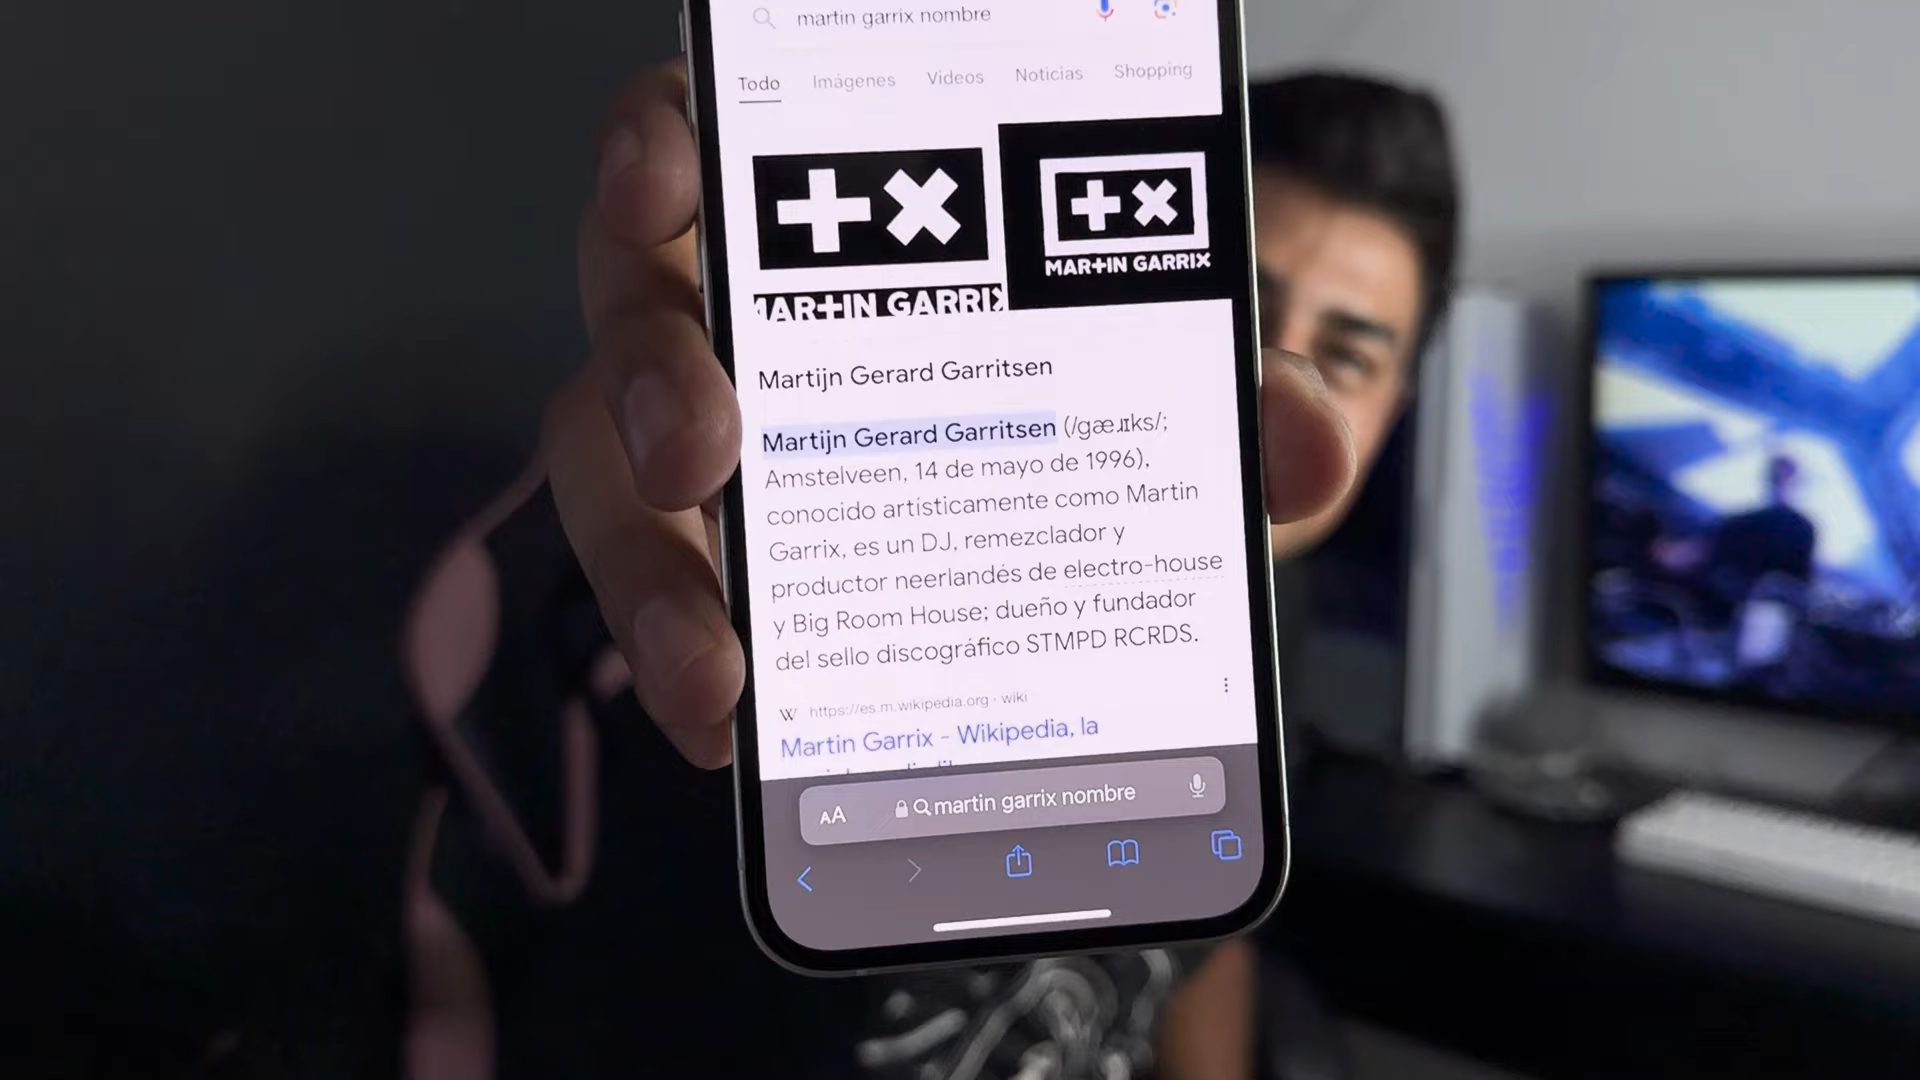 martin garrix nombre
Todo Imágenes Videos Noticias Shopping
MARTIN GARRIX
MARTIN GARRIX
Martijn Gerard Garritsen
Martijn Gerard Garritsen (/gæɹɪks/;
Amstelveen, 14 de mayo de 1996),
conocido artísticamente como Martin
Garrix, es un DJ, remezclador y
productor neerlandés de electro-house
y Big Room House; dueño y fundador
del sello discográfico STMPD RCRDS.
W https://es.m.wikipedia.org › wiki
Martin Garrix - Wikipedia, la
AA martin garrix nombre